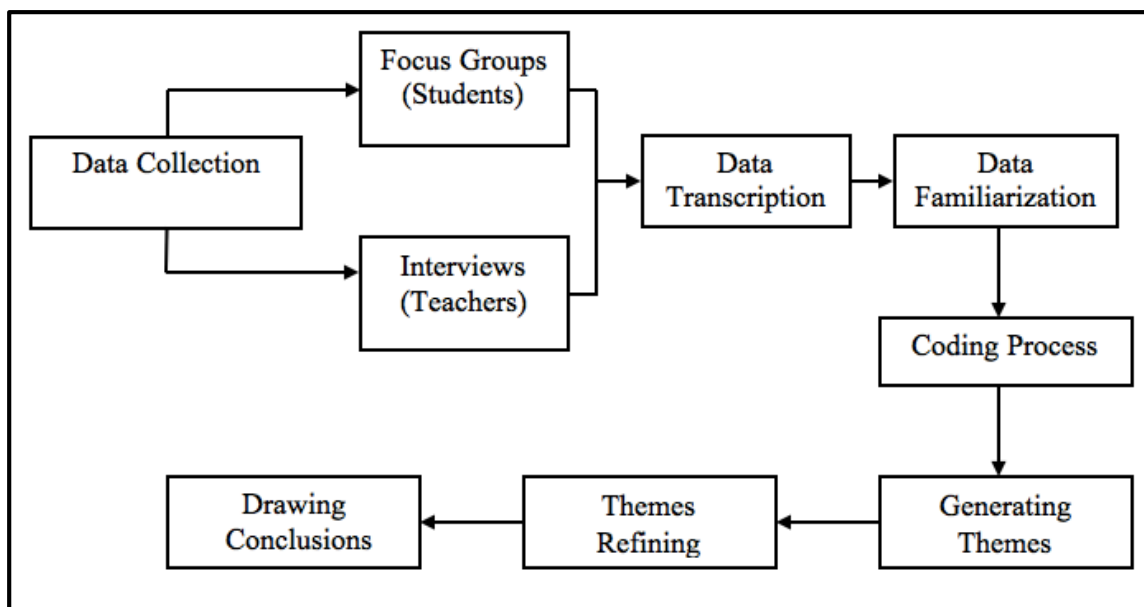 Data Collection
Focus Groups
(Students)
Interviews
(Teachers)
Data
Transcription
Data
Familiarization
Coding Process
Generating
Themes
Themes
Refining
Drawing
Conclusions